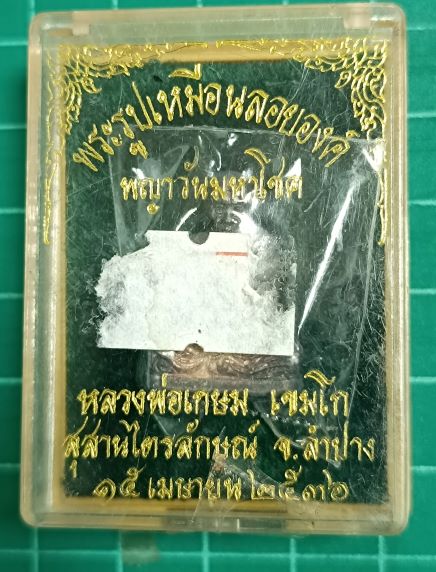 พระรูปเหมือนลอยองค์
พญาวันมหาโชค
หลวงพ่อเกษม เขมโก
สุสานไตรลักษณ์ จ.ลำปาง
๑๕ เมษายน ๒๕๓๖